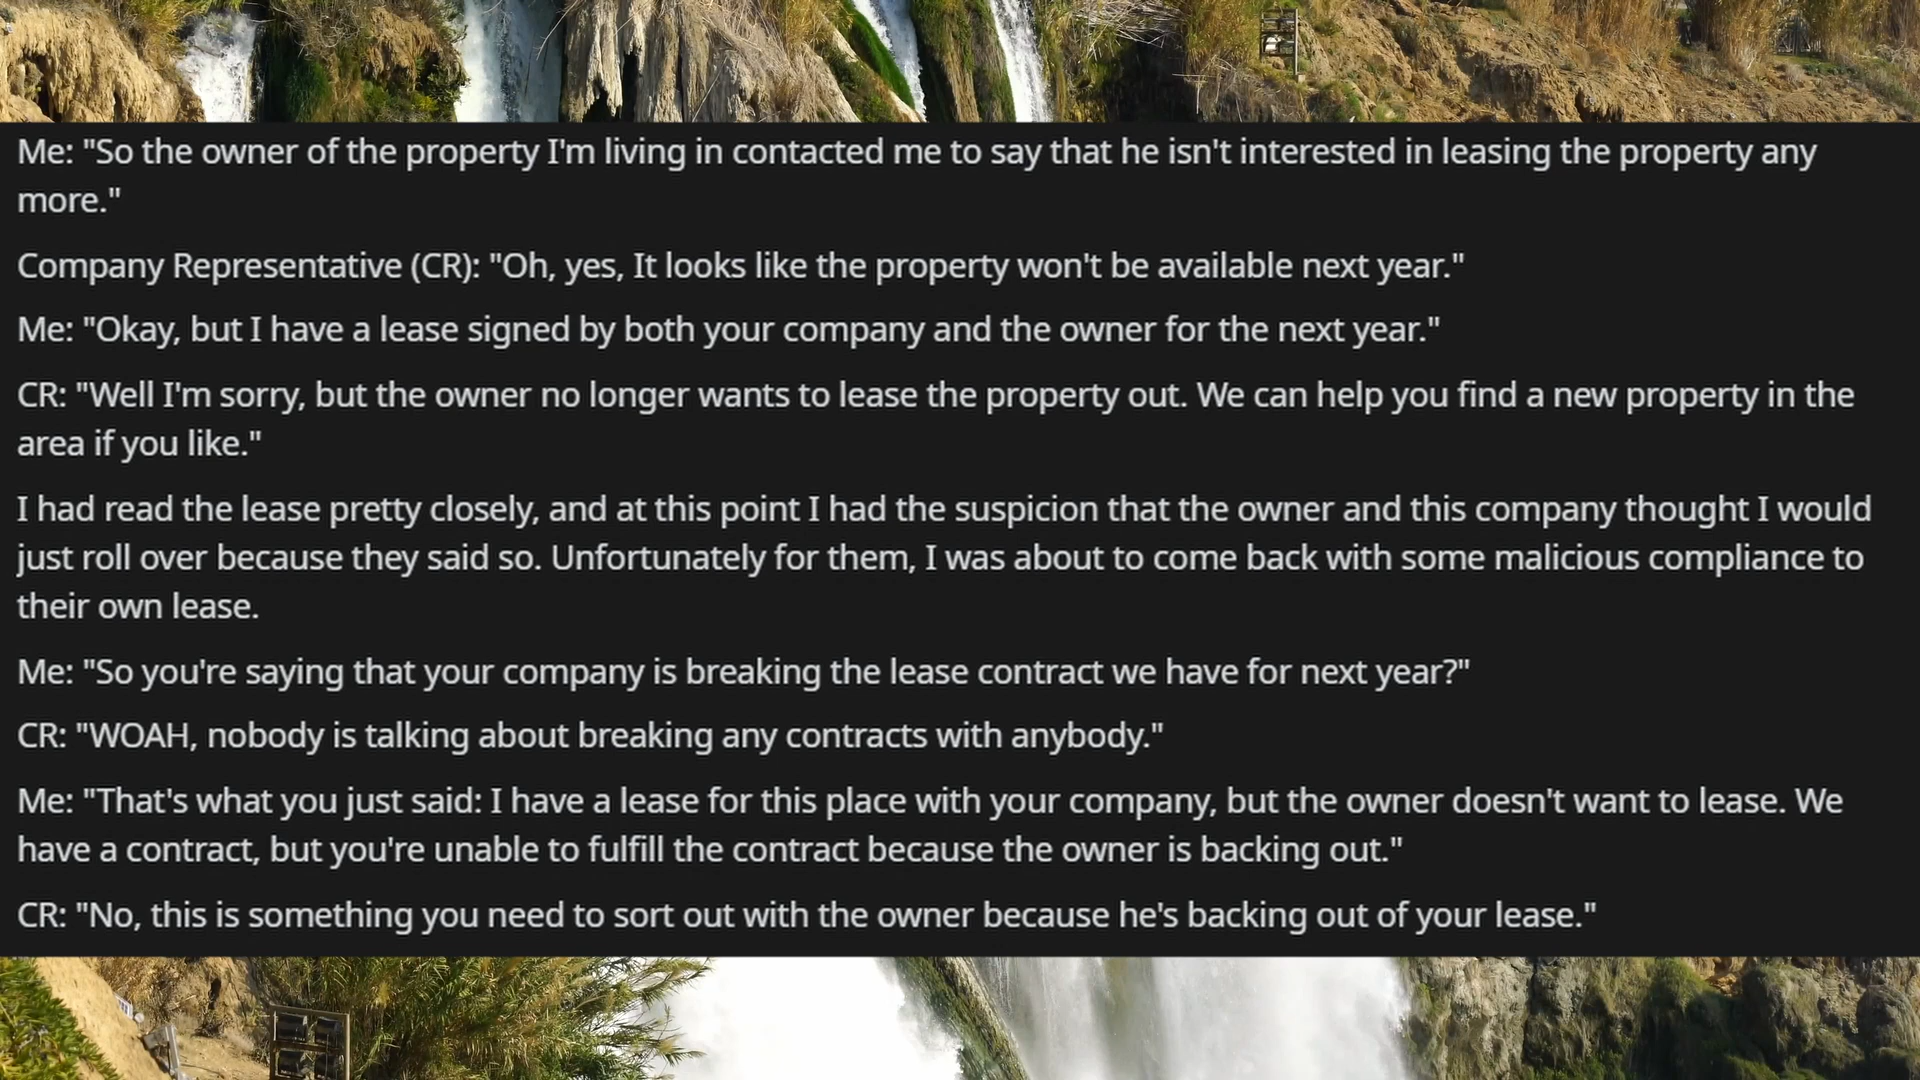 Me: "So the owner of the property I'm living in contacted me to say that he isn't interested in leasing the property any
more."
Company Representative (CR): "Oh, yes, It looks like the property won't be available next year."
Me: "Okay, but I have a lease signed by both your company and the owner for the next year."
CR: "Well I'm sorry, but the owner no longer wants to lease the property out. We can help you find a new property in the
area if you like."
I had read the lease pretty closely, and at this point I had the suspicion that the owner and this company thought I would
just roll over because they said so. Unfortunately for them, I was about to come back with some malicious compliance to
their own lease.
Me: "So you're saying that your company is breaking the lease contract we have for next year?"
CR: "WOAH, nobody is talking about breaking any contracts with anybody."
Me: "That's what you just said: I have a lease for this place with your company, but the owner doesn't want to lease. We
have a contract, but you're unable to fulfill the contract because the owner is backing out."
CR: "No, this is something you need to sort out with the owner because he's backing out of your lease."